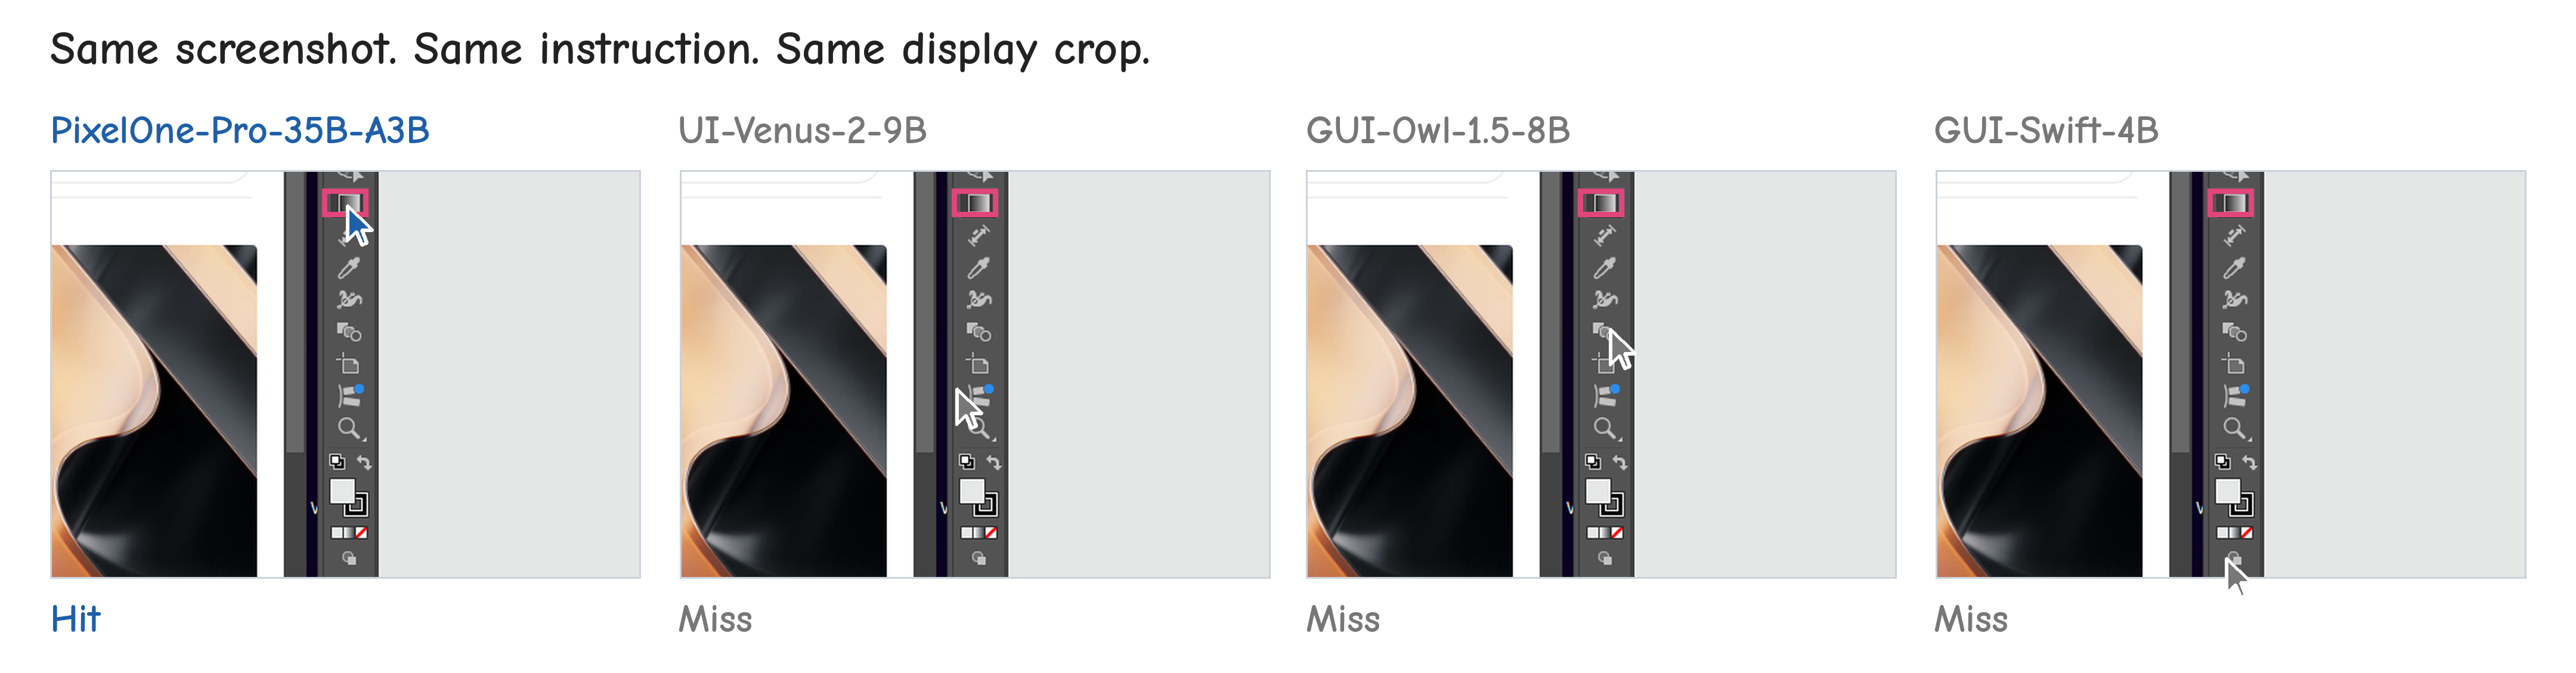 Same screenshot. Same instruction. Same display crop.
PixelOne-Pro-35B-A3B
UI-Venus-2-9B
GUI-Owl-1.5-8B
GUI-Swift-4B
Hit
Miss
Miss
Miss